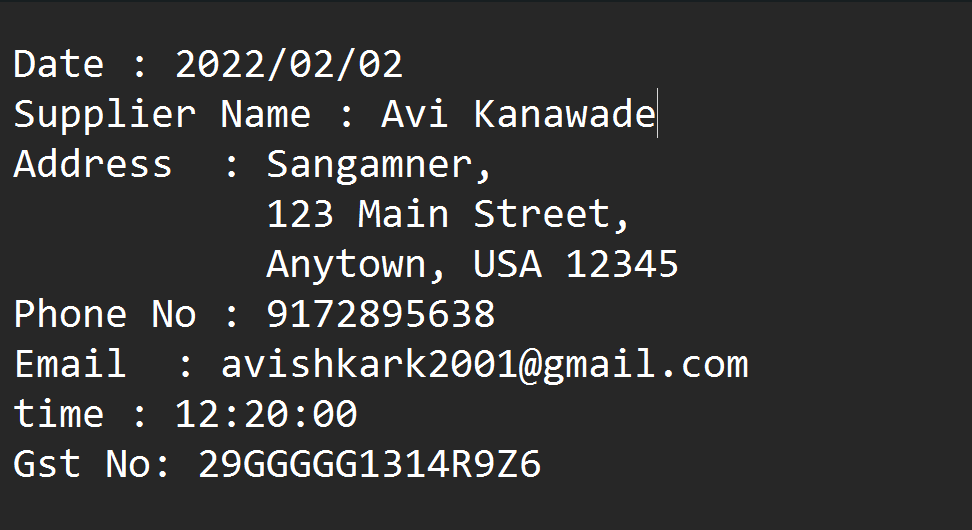 Date : 2022/02/02
Supplier Name : Avi Kanawade
Address  : Sangamner,
           123 Main Street,
           Anytown, USA 12345
Phone No : 9172895638
Email  : avishkark2001@gmail.com
time : 12:20:00
Gst No: 29GGGGG1314R9Z6